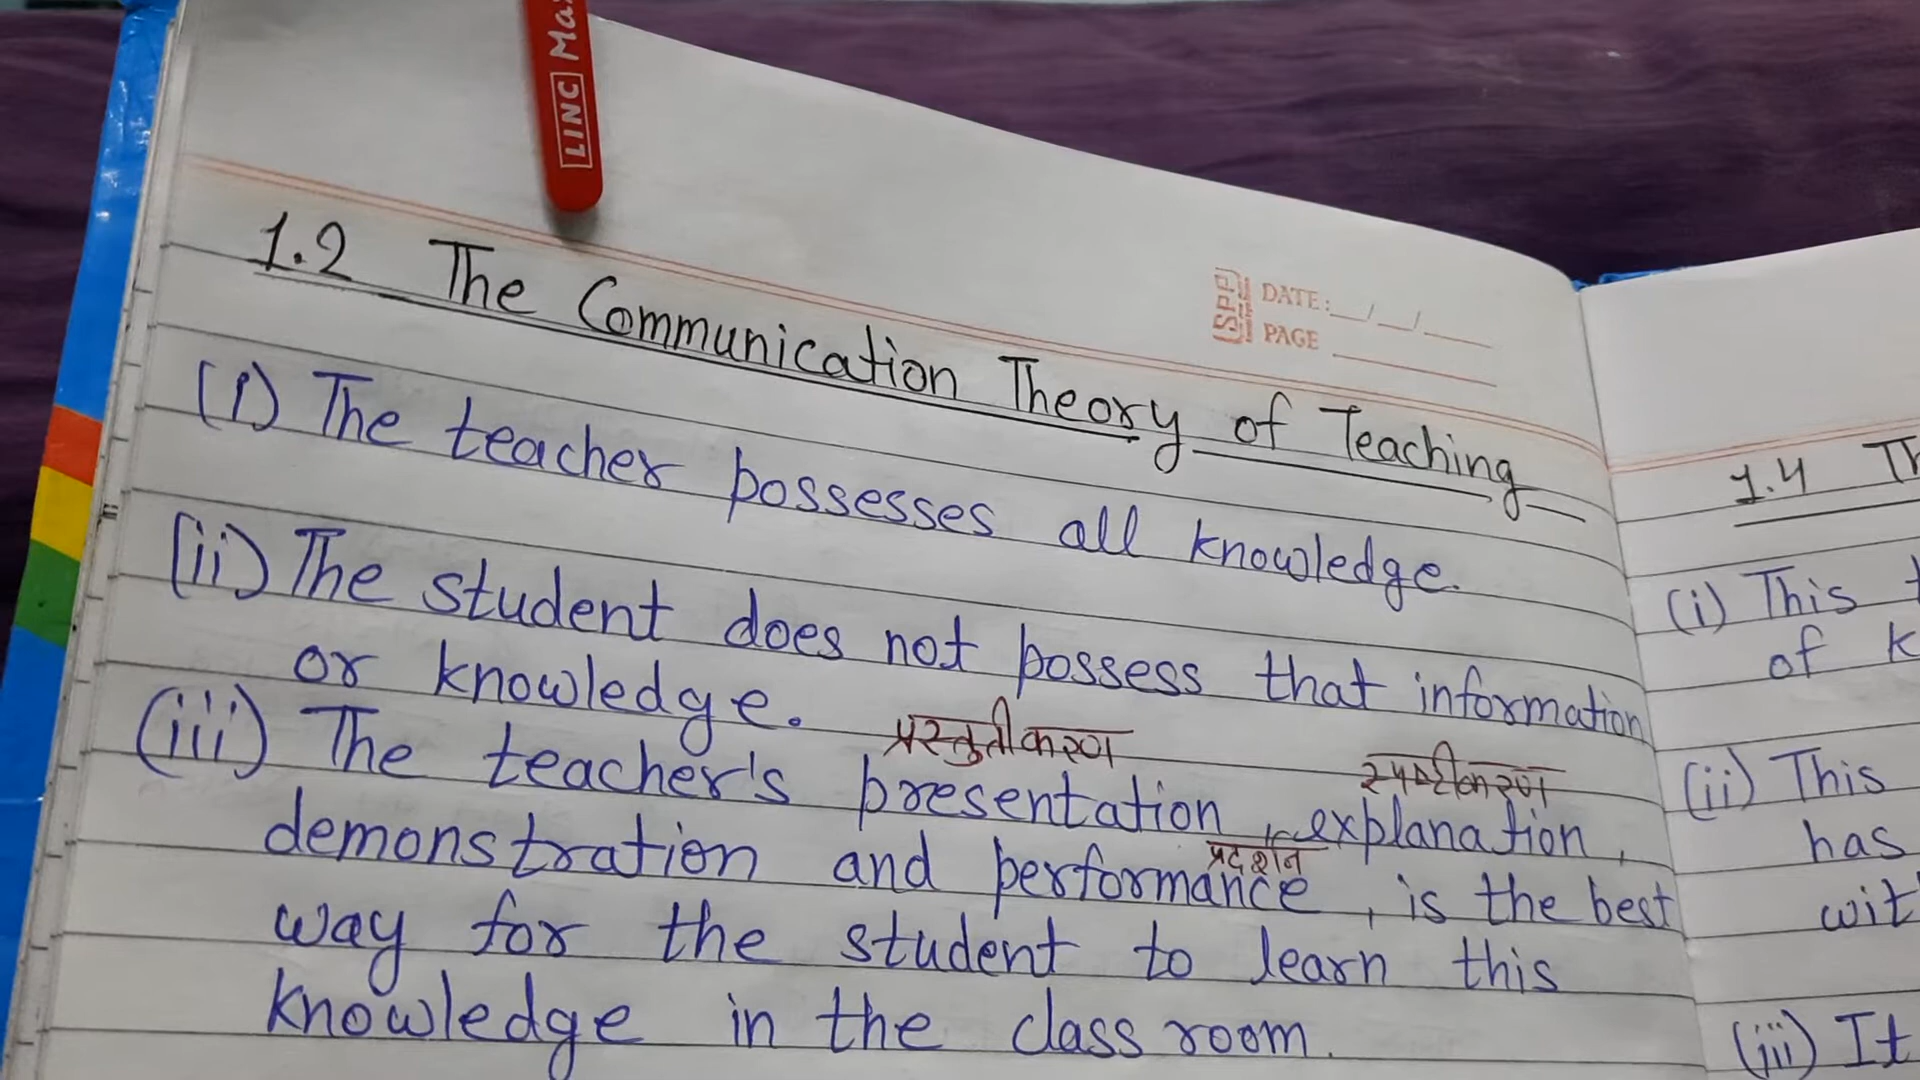 LINC Ma
DATE: __/__/____
PAGE
1.2 The Communication Theory of Teaching
(i) The teacher possesses all knowledge.
(ii) The student does not possess that information
or knowledge.
प्रस्तुतीकरण
स्पष्टीकरण
(iii) The teacher's presentation, explanation,
प्रदर्शन
demonstration and performance, is the best
way for the student to learn this
knowledge in the class room.
1.4 Th
(i) This t
of k
(ii) This
has
wit
(iii) It